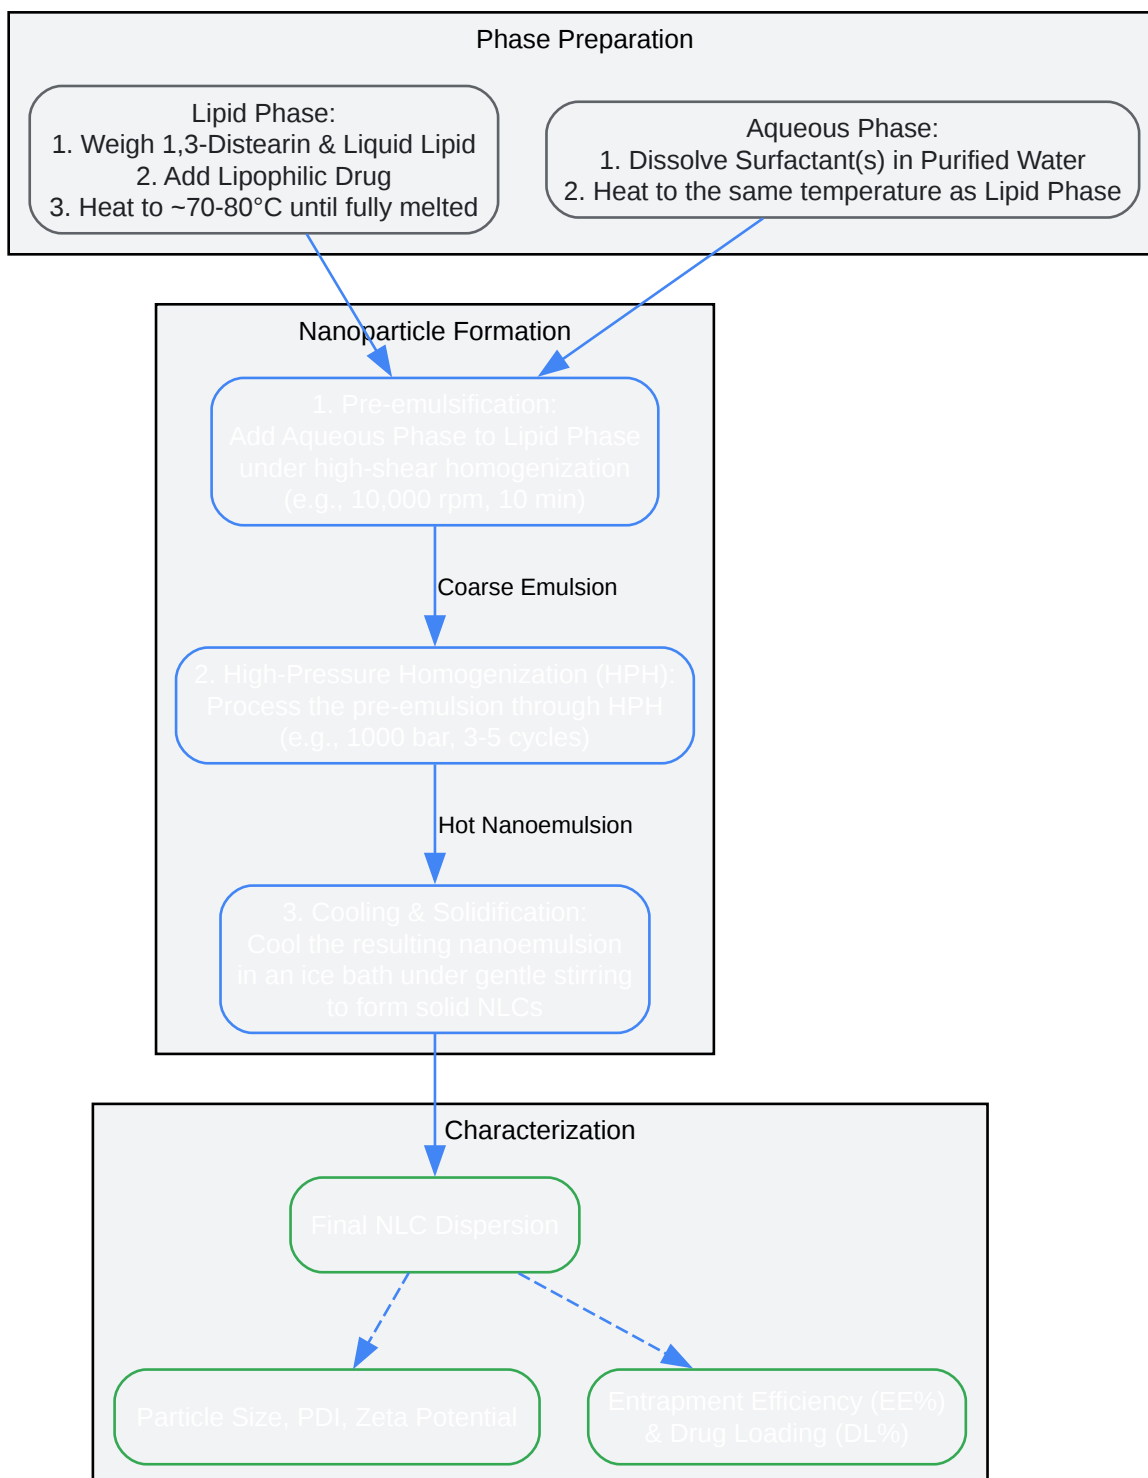 Phase Preparation
Lipid Phase:
1. Weigh 1,3-Distearin & Liquid Lipid
2. Add Lipophilic Drug
3. Heat to ~70-80°C until fully melted
Aqueous Phase:
1. Dissolve Surfactant(s) in Purified Water
2. Heat to the same temperature as Lipid Phase
Nanoparticle Formation
1. Pre-emulsification:
Add Aqueous Phase to Lipid Phase
under high-shear homogenization
(e.g., 10,000 rpm, 10 min)
Coarse Emulsion
2. High-Pressure Homogenization (HPH):
Process the pre-emulsion through HPH
(e.g., 1000 bar, 3-5 cycles)
Hot Nanoemulsion
3. Cooling & Solidification:
Cool the resulting nanoemulsion
in an ice bath under gentle stirring
to form solid NLCs
Characterization
Final NLC Dispersion
Particle Size, PDI, Zeta Potential
Entrapment Efficiency (EE%)
& Drug Loading (DL%)